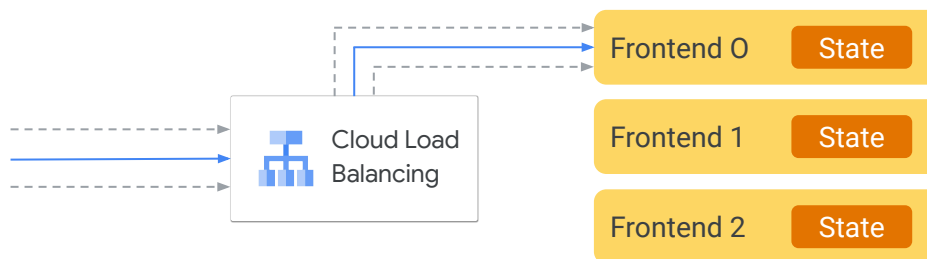 Frontend 0 State
Cloud Load
Balancing
Frontend 1 State
Frontend 2 State